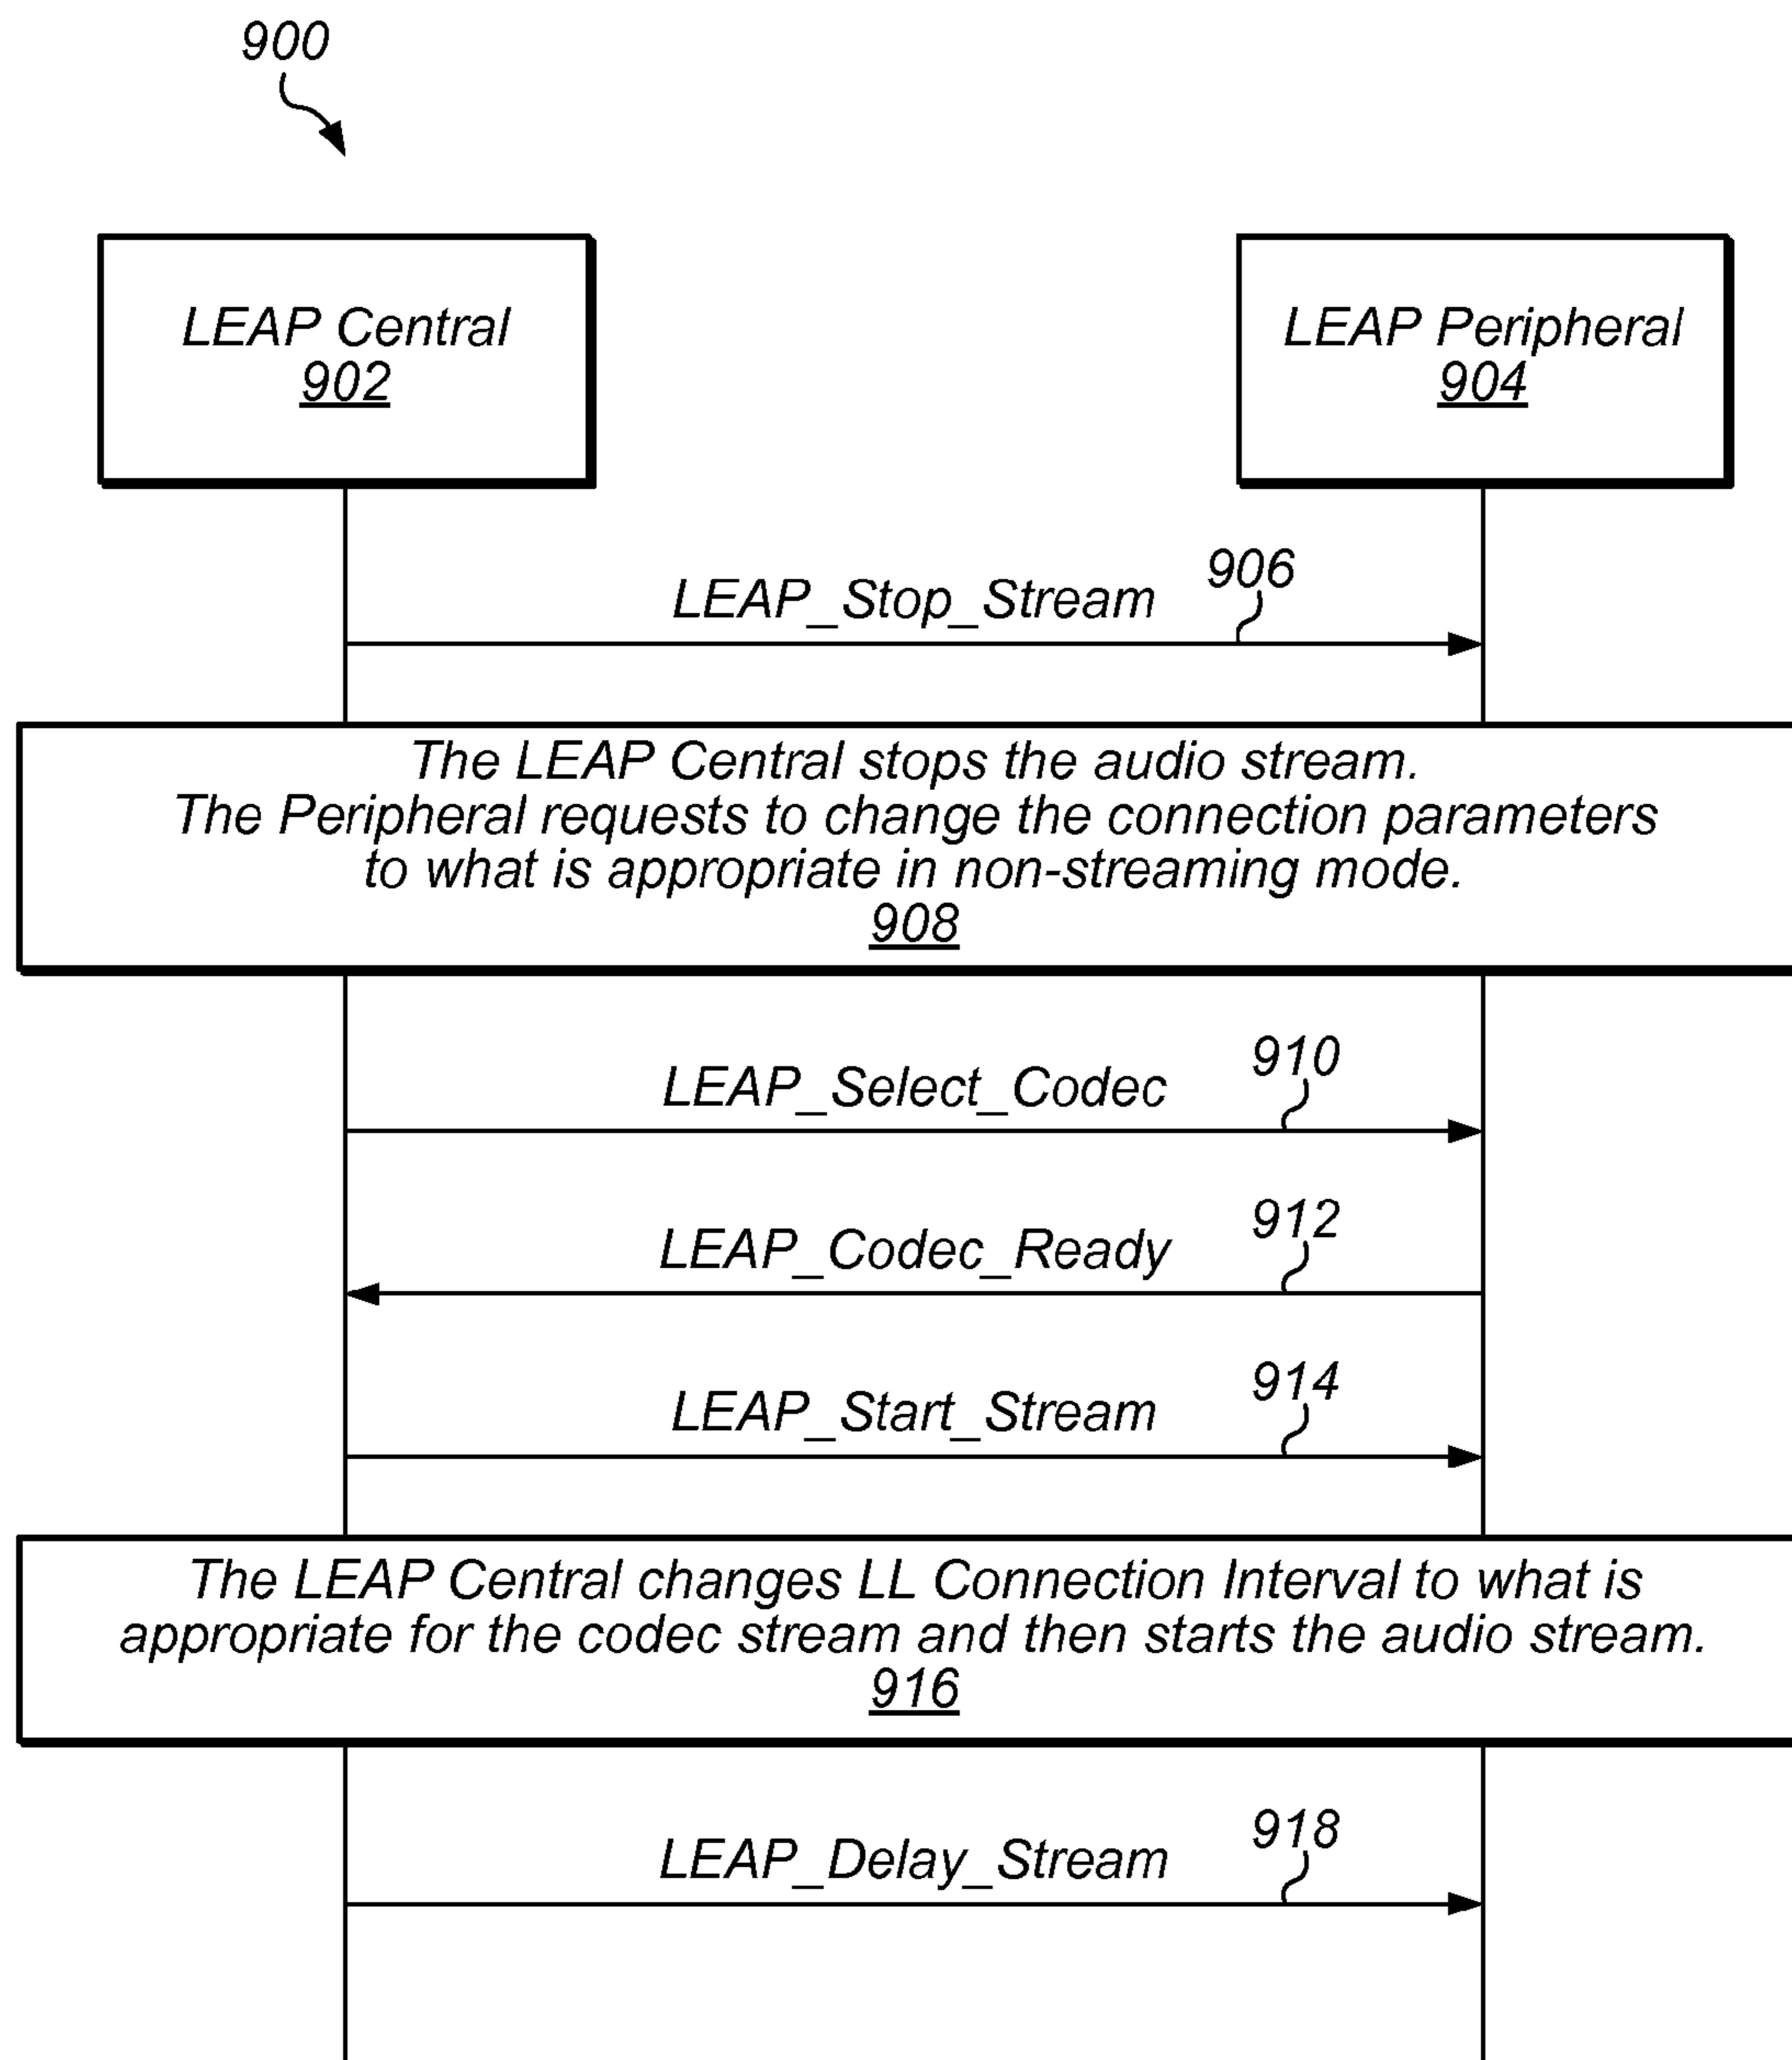 900
LEAP Central
902
LEAP Peripheral
904
906
LEAP_Stop_Stream
The LEAP Central stops the audio stream.
The Peripheral requests to change the connection parameters
to what is appropriate in non-streaming mode.
908
910
LEAP_Select_Codec
912
LEAP_Codec_Ready
914
LEAP_Start_Stream
The LEAP Central changes LL Connection Interval to what is
appropriate for the codec stream and then starts the audio stream.
916
918
LEAP_Delay_Stream